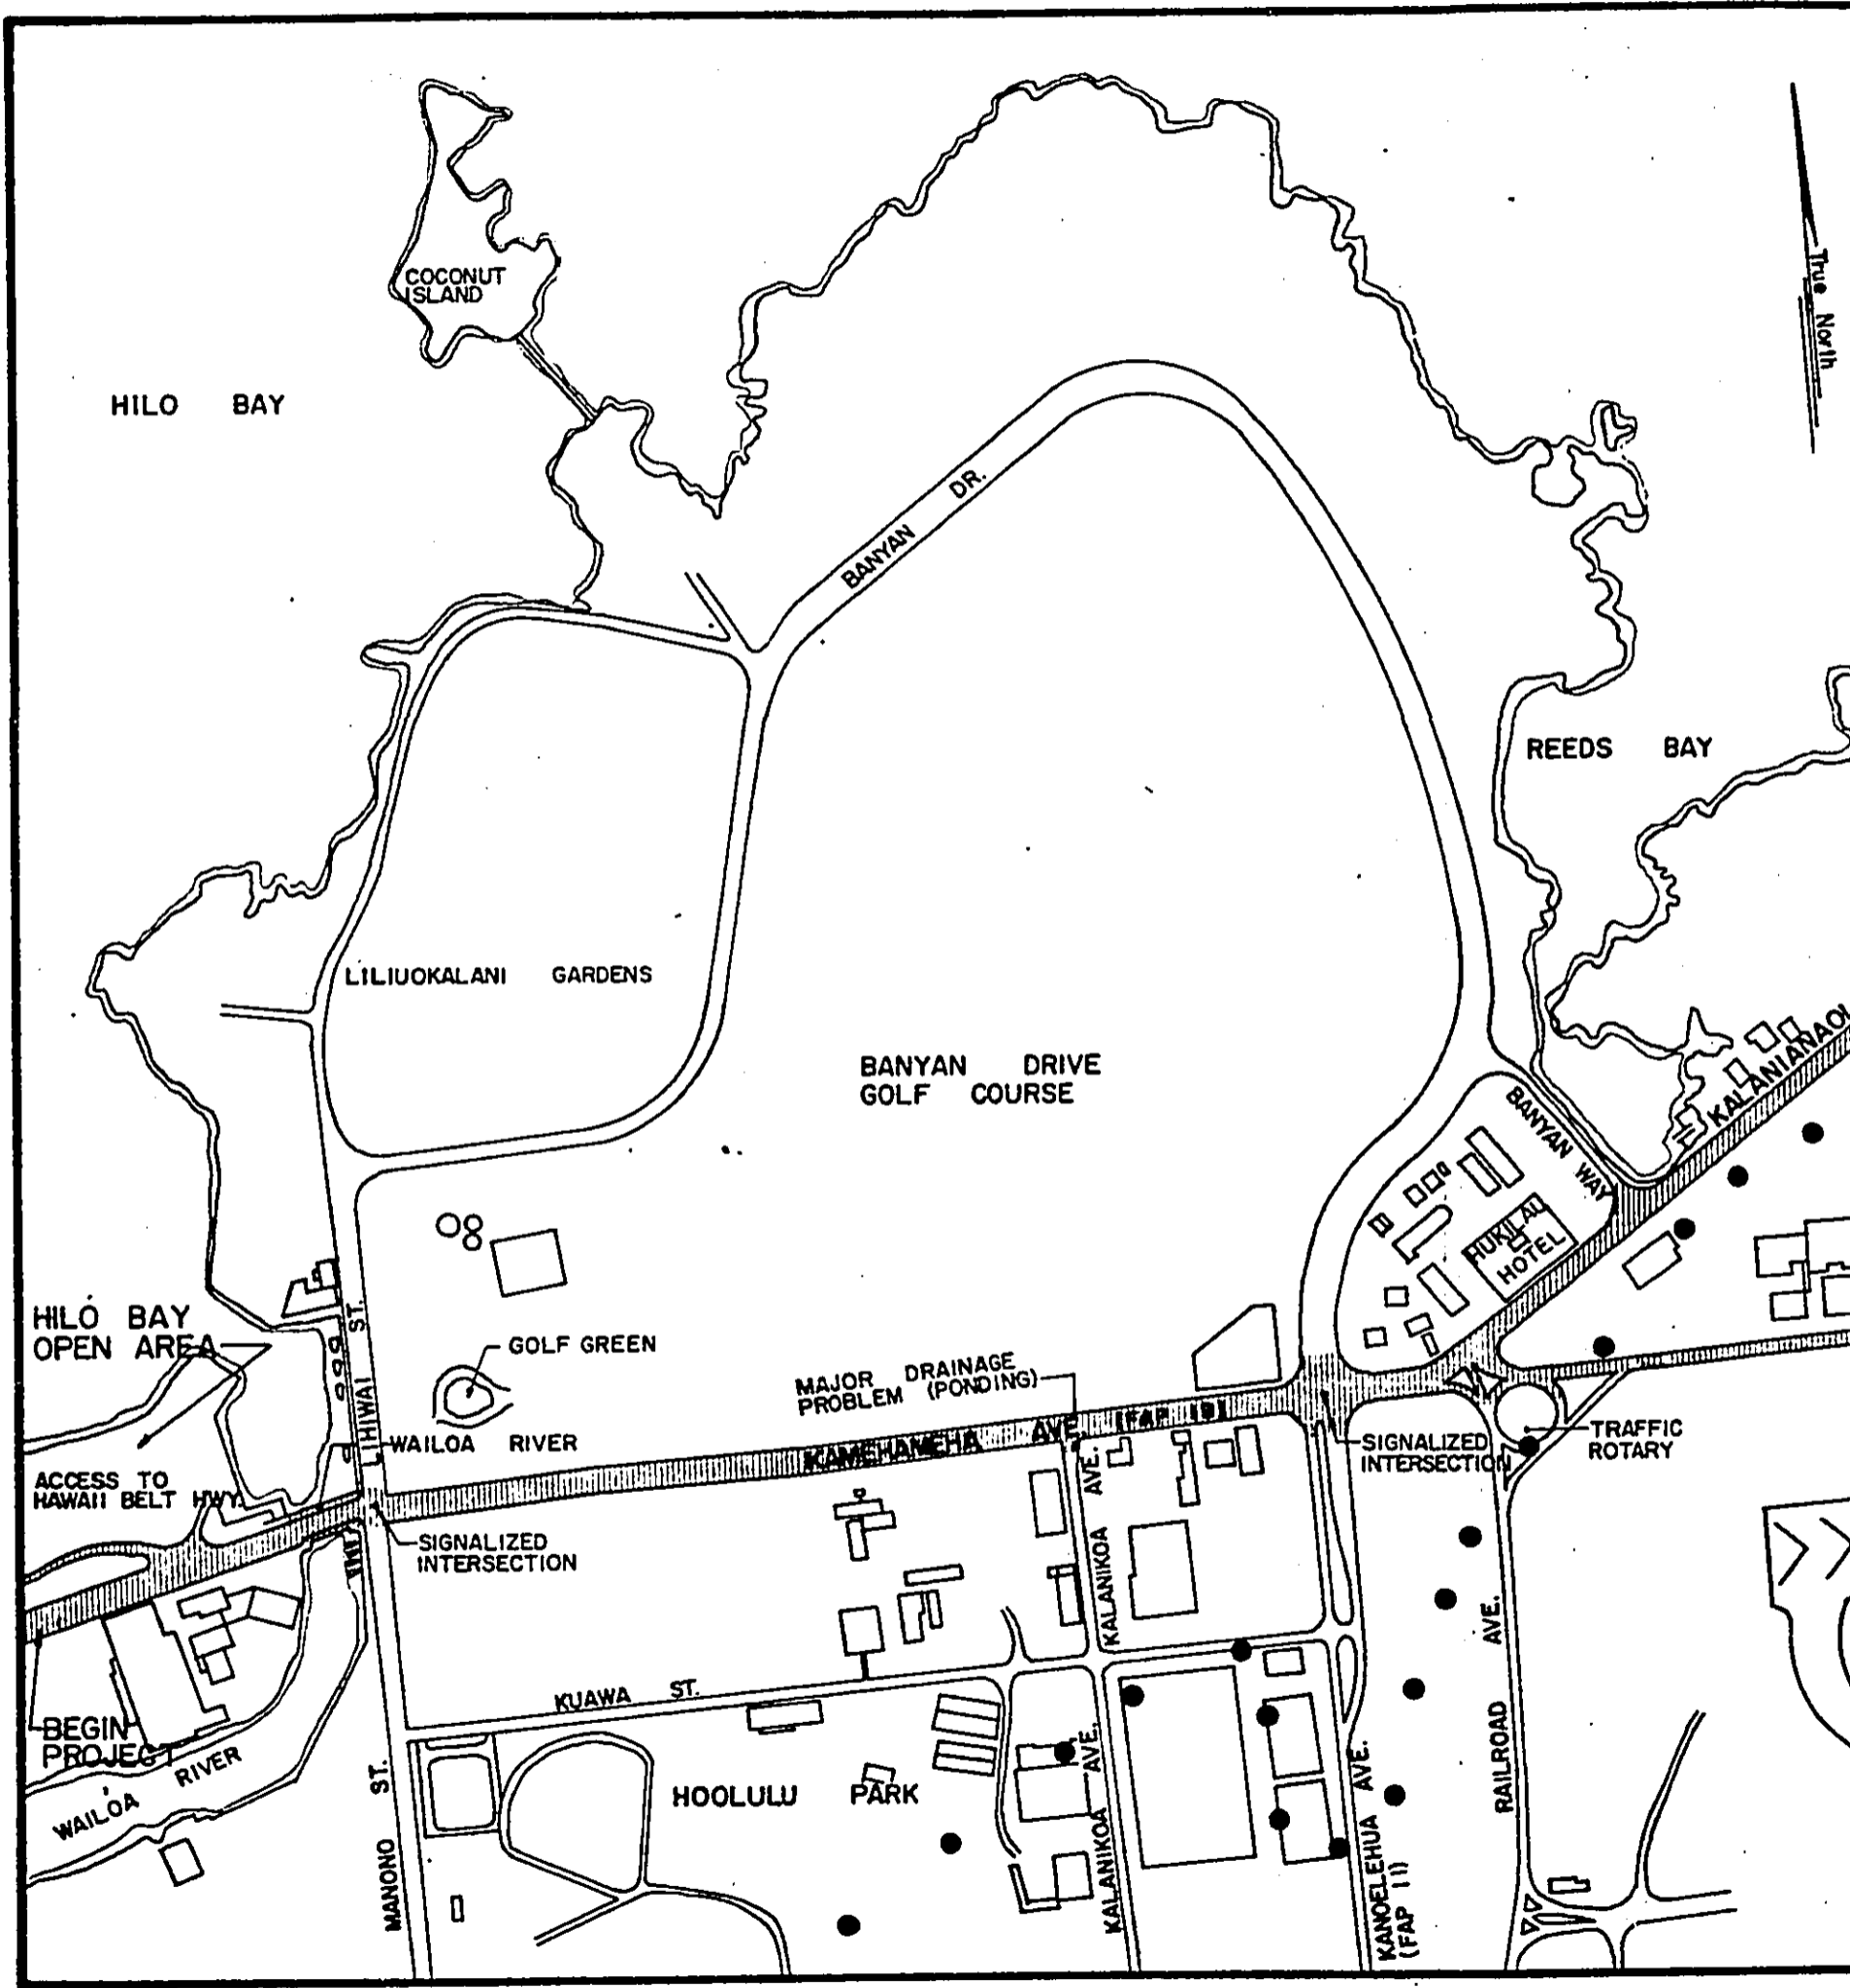 COCONUT
ISLAND
True North
HILO BAY
BANYAN DR.
REEDS BAY
LILIUOKALANI GARDENS
BANYAN DRIVE
GOLF COURSE
BANYAN WAY
HUKILAU
HOTEL
HILO BAY
OPEN AREA
LIHIWAI ST.
GOLF GREEN
MAJOR DRAINAGE
PROBLEM (PONDING)
KAMEHAMEHA AVE. (FAP 19)
WAILOA RIVER
SIGNALIZED
INTERSECTION
TRAFFIC
ROTARY
ACCESS TO
HAWAII BELT HWY.
SIGNALIZED
INTERSECTION
KALANIKOA AVE.
KUAWA ST.
BEGIN
PROJECT
WAILOA RIVER
MANONO ST.
HOOLULU PARK
KALANIKOA AVE.
KANOELEHUA AVE.
(FAP 11)
RAILROAD AVE.